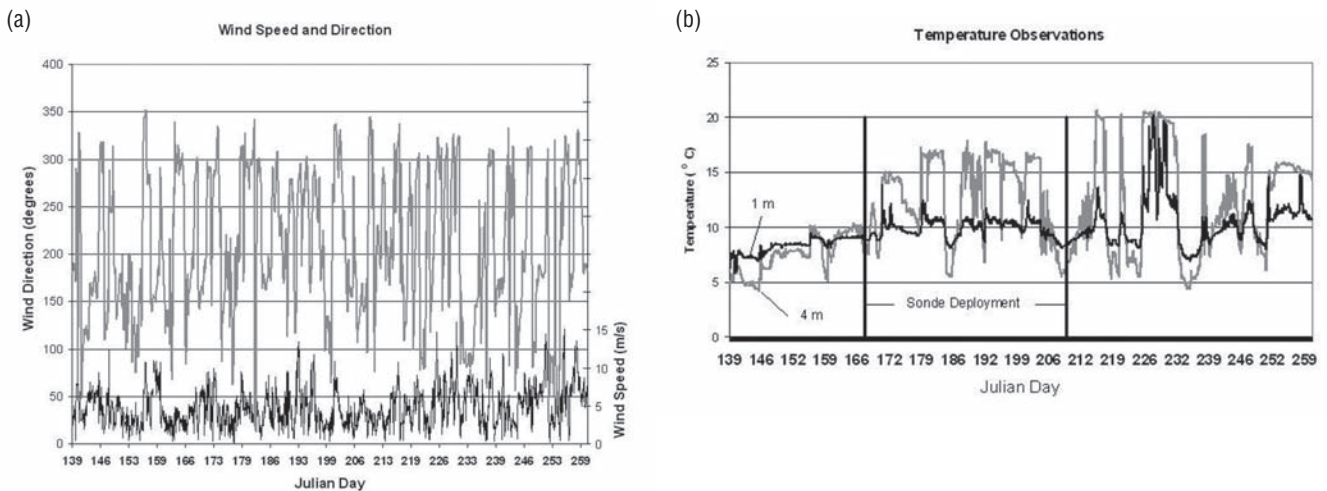 (a)
Wind Speed and Direction
400
350
300
250
200
150
100
50
0
Wind Direction (degrees)
15
10
5
0
Wind Speed (m/s)
139 146 153 159 166 173 179 186 193 199 206 213 219 226 233 239 246 253 259
Julian Day
(b)
Temperature Observations
25
20
15
10
5
0
Temperature ( ° C)
1 m
4 m
Sonde Deployment
139 146 152 159 166 172 179 186 192 199 206 212 219 226 232 239 246 252 259
Julian Day